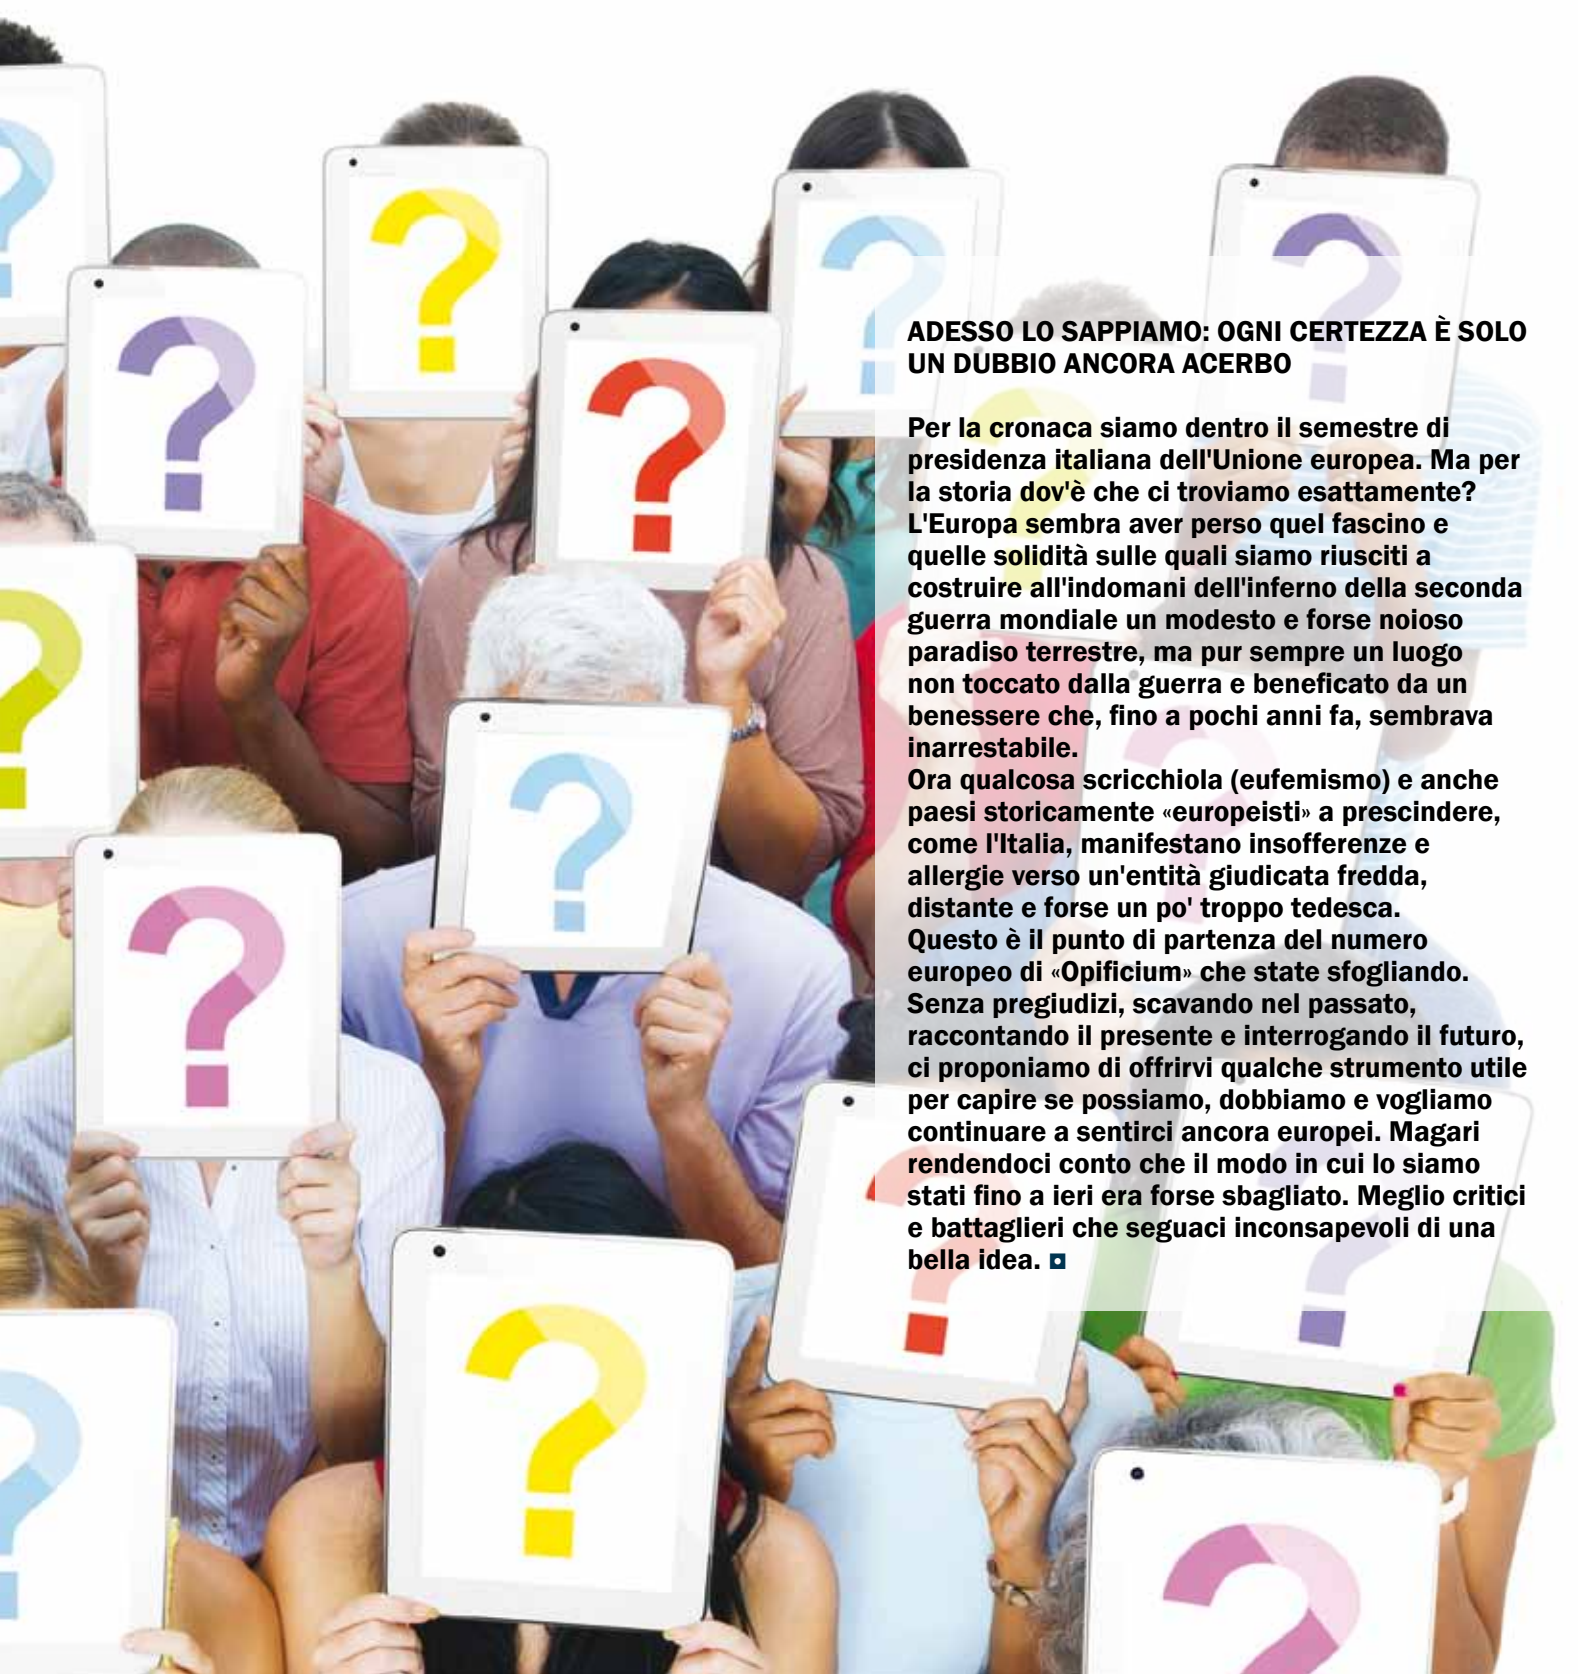 ADESSO LO SAPPIAMO: OGNI CERTEZZA È SOLO
UN DUBBIO ANCORA ACERBO
Per la cronaca siamo dentro il semestre di
presidenza italiana dell'Unione europea. Ma per
la storia dov'è che ci troviamo esattamente?
L'Europa sembra aver perso quel fascino e
quelle solidità sulle quali siamo riusciti a
costruire all'indomani dell'inferno della seconda
guerra mondiale un modesto e forse noioso
paradiso terrestre, ma pur sempre un luogo
non toccato dalla guerra e beneficato da un
benessere che, fino a pochi anni fa, sembrava
inarrestabile.
Ora qualcosa scricchiola (eufemismo) e anche
paesi storicamente «europeisti» a prescindere,
come l'Italia, manifestano insofferenze e
allergie verso un'entità giudicata fredda,
distante e forse un po' troppo tedesca.
Questo è il punto di partenza del numero
europeo di «Opificium» che state sfogliando.
Senza pregiudizi, scavando nel passato,
raccontando il presente e interrogando il futuro,
ci proponiamo di offrirvi qualche strumento utile
per capire se possiamo, dobbiamo e vogliamo
continuare a sentirci ancora europei. Magari
rendendoci conto che il modo in cui lo siamo
stati fino a ieri era forse sbagliato. Meglio critici
e battaglieri che seguaci inconsapevoli di una
bella idea.